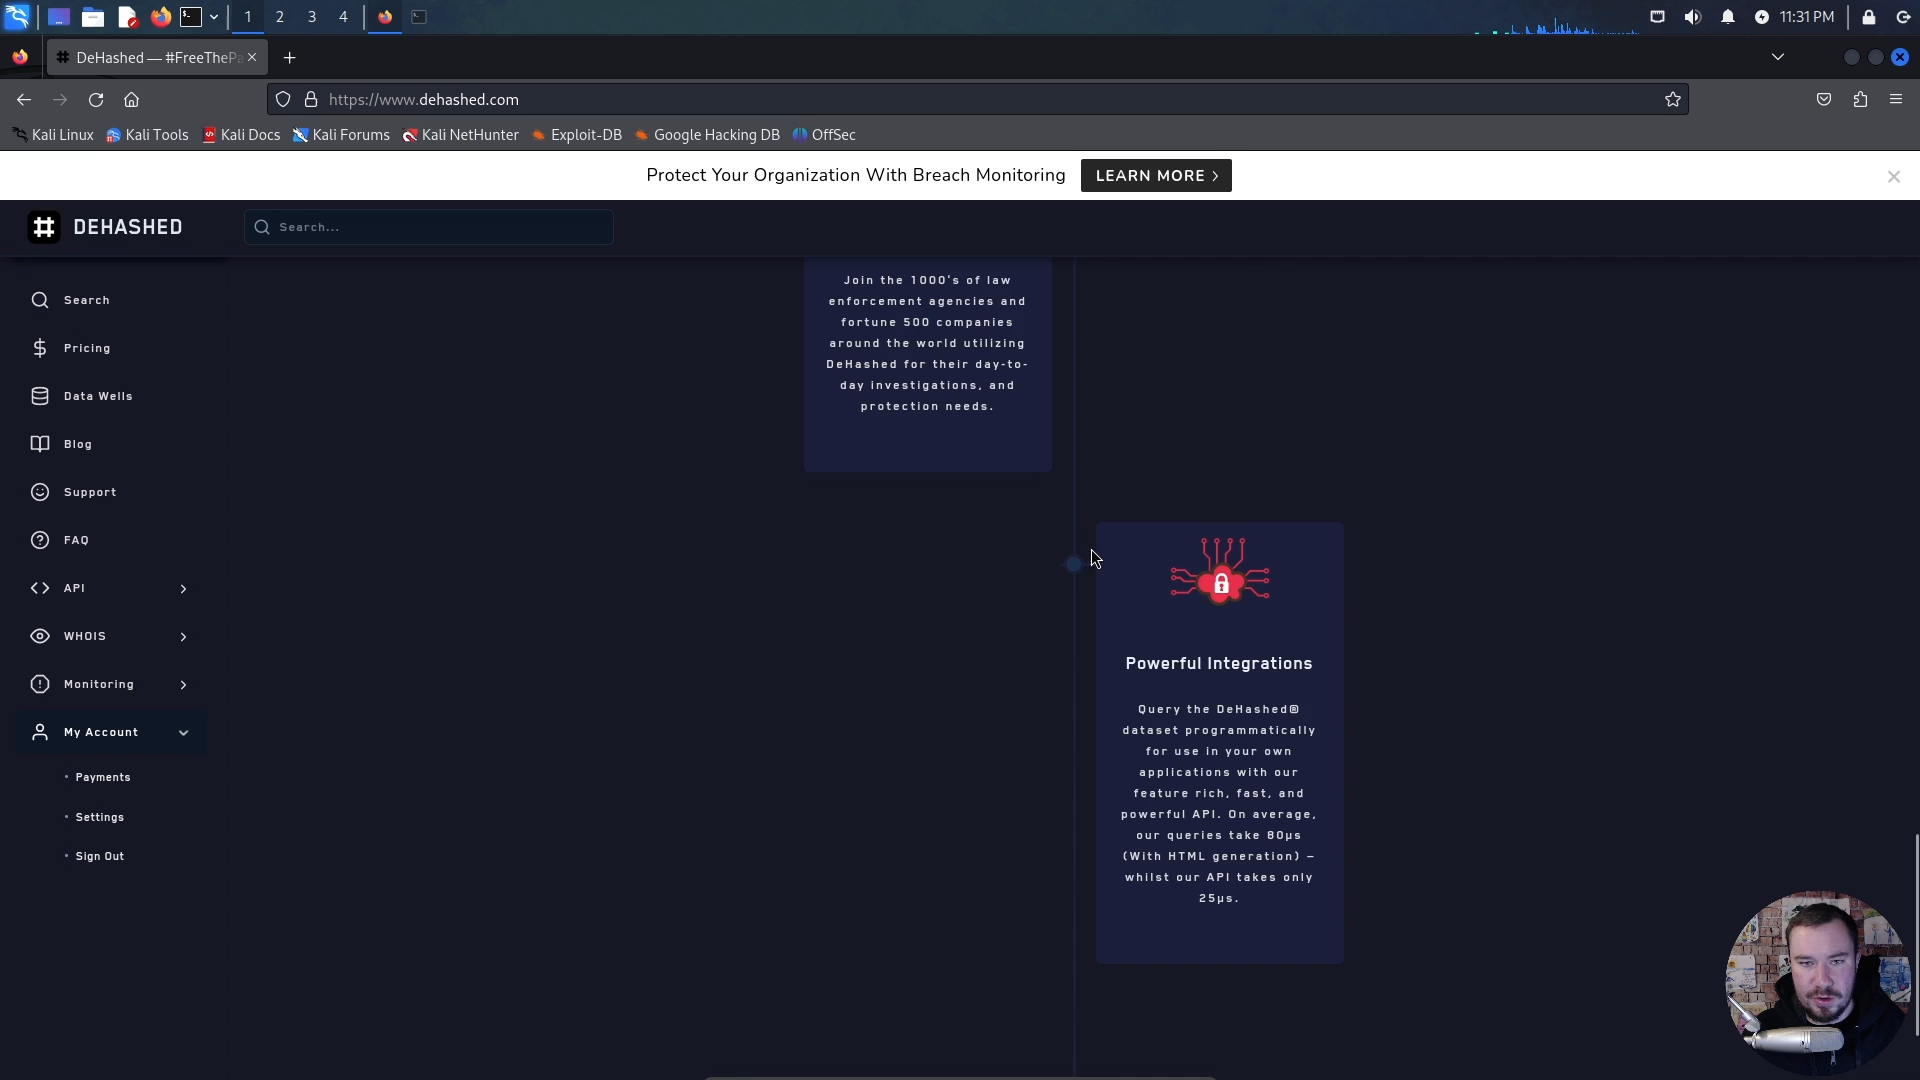 1 2 3 4
11:31 PM
DeHashed — #FreeThePa
https://www.dehashed.com
Kali Linux Kali Tools Kali Docs Kali Forums Kali NetHunter Exploit-DB Google Hacking DB OffSec
Protect Your Organization With Breach Monitoring LEARN MORE >
DEHASHED
Search...
Search
Pricing
Data Wells
Blog
Support
FAQ
API
WHOIS
Monitoring
My Account
• Payments
• Settings
• Sign Out
Join the 1000's of law
enforcement agencies and
fortune 500 companies
around the world utilizing
DeHashed for their day-to-
day investigations, and
protection needs.
Powerful Integrations
Query the DeHashed®
dataset programmatically
for use in your own
applications with our
feature rich, fast, and
powerful API. On average,
our queries take 80µs
(With HTML generation) –
whilst our API takes only
25µs.